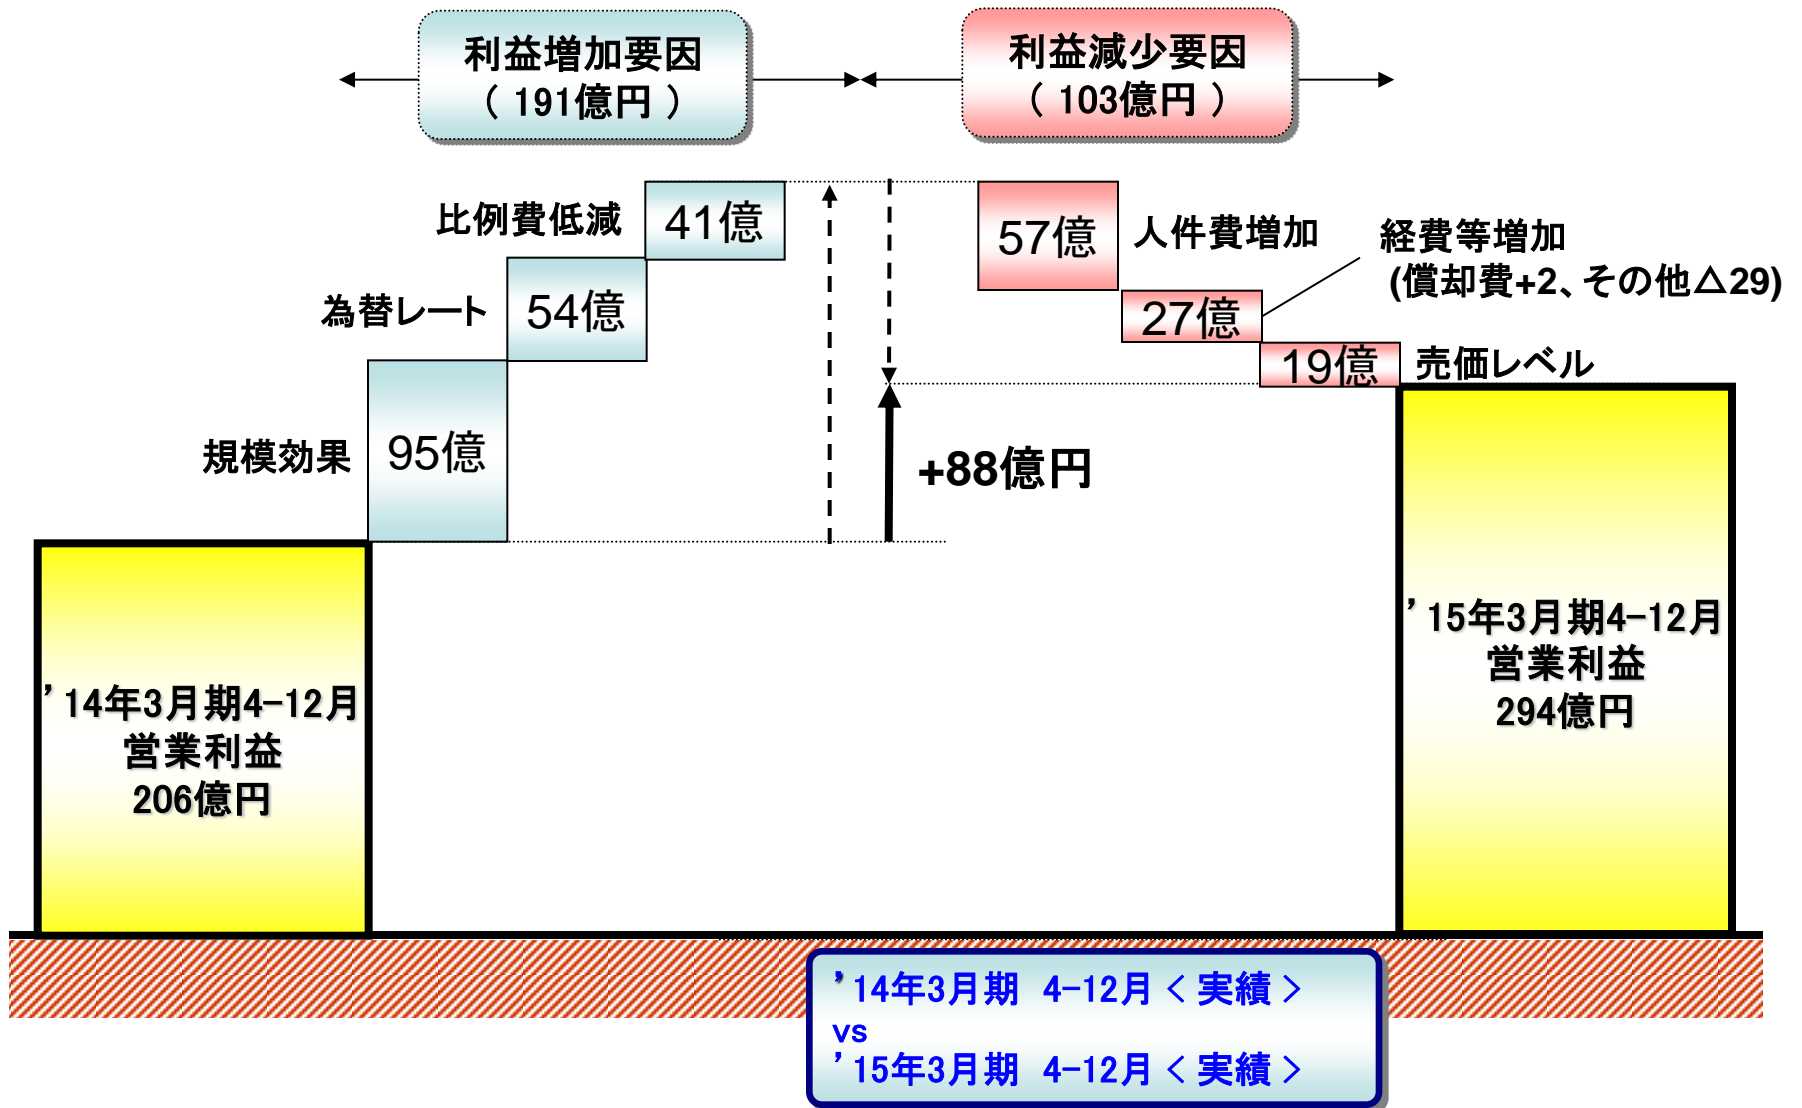 利益増加要因
( 191億円 )
利益減少要因
( 103億円 )
比例費低減
41億
為替レート
54億
規模効果
95億
57億
人件費増加
経費等増加
(償却費+2、その他△29)
27億
19億
売価レベル
+88億円
’14年3月期4-12月
営業利益
206億円
’15年3月期4-12月
営業利益
294億円
’14年3月期 4-12月 < 実績 >
vs
’15年3月期 4-12月 < 実績 >